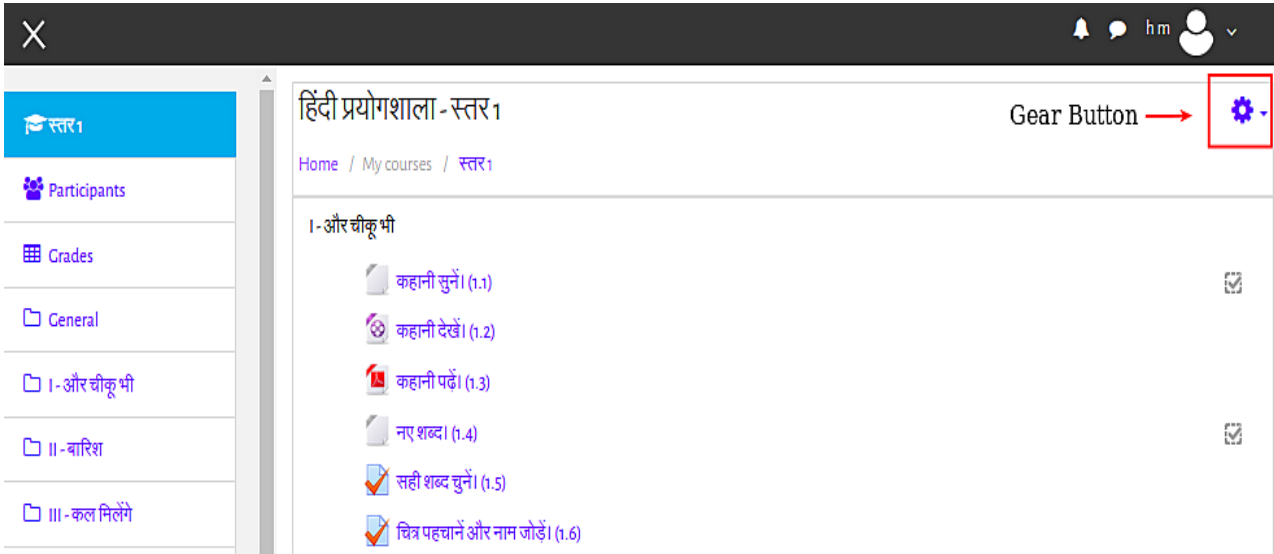 X
hm
स्तर 1
Participants
Grades
General
I - और चीकू भी
II - बारिश
III - कल मिलेंगे
हिंदी प्रयोगशाला - स्तर 1
Gear Button
Home / My courses / स्तर 1
I - और चीकू भी
कहानी सुनें। (1.1)
कहानी देखें। (1.2)
कहानी पढ़ें। (1.3)
नए शब्द। (1.4)
सही शब्द चुनें। (1.5)
चित्र पहचानें और नाम जोड़ें। (1.6)